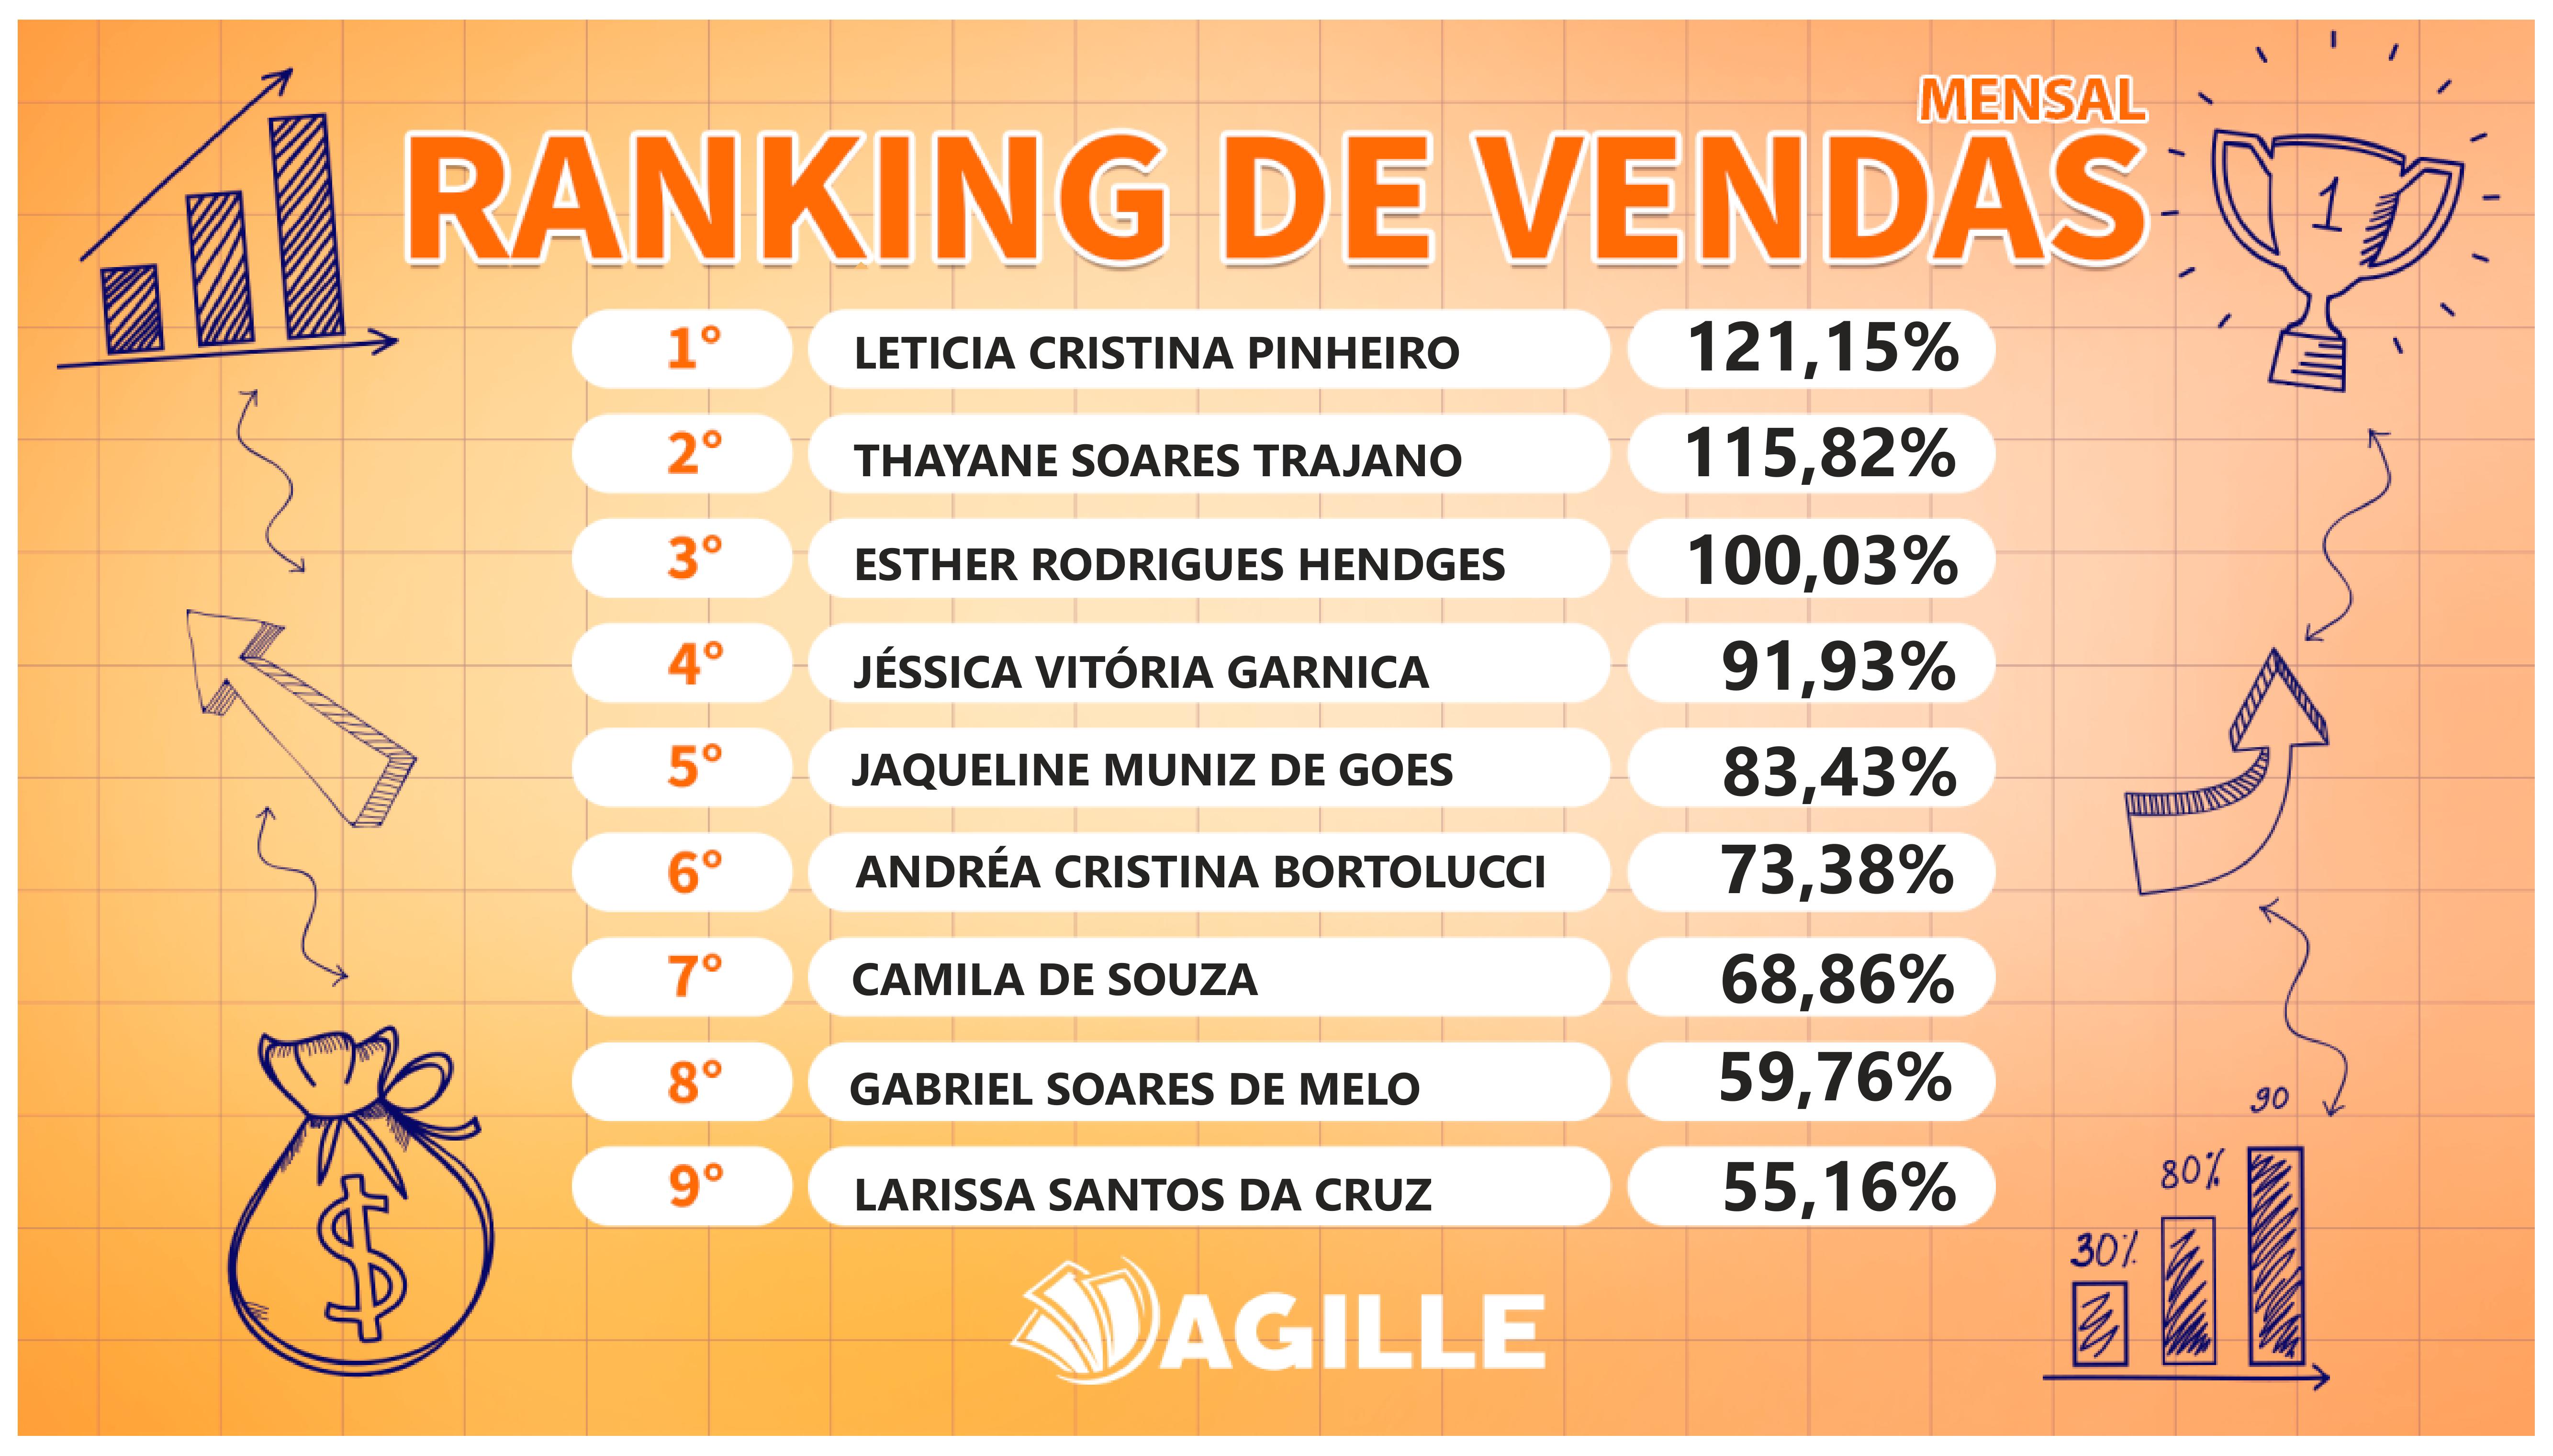 MENSAL
RANKING DE VENDAS
1
1° LETICIA CRISTINA PINHEIRO 121,15%
2° THAYANE SOARES TRAJANO 115,82%
3° ESTHER RODRIGUES HENDGES 100,03%
4° JÉSSICA VITÓRIA GARNICA 91,93%
5° JAQUELINE MUNIZ DE GOES 83,43%
6° ANDRÉA CRISTINA BORTOLUCCI 73,38%
7° CAMILA DE SOUZA 68,86%
8° GABRIEL SOARES DE MELO 59,76%
9° LARISSA SANTOS DA CRUZ 55,16%
90
80%
30%
$
AGILLE